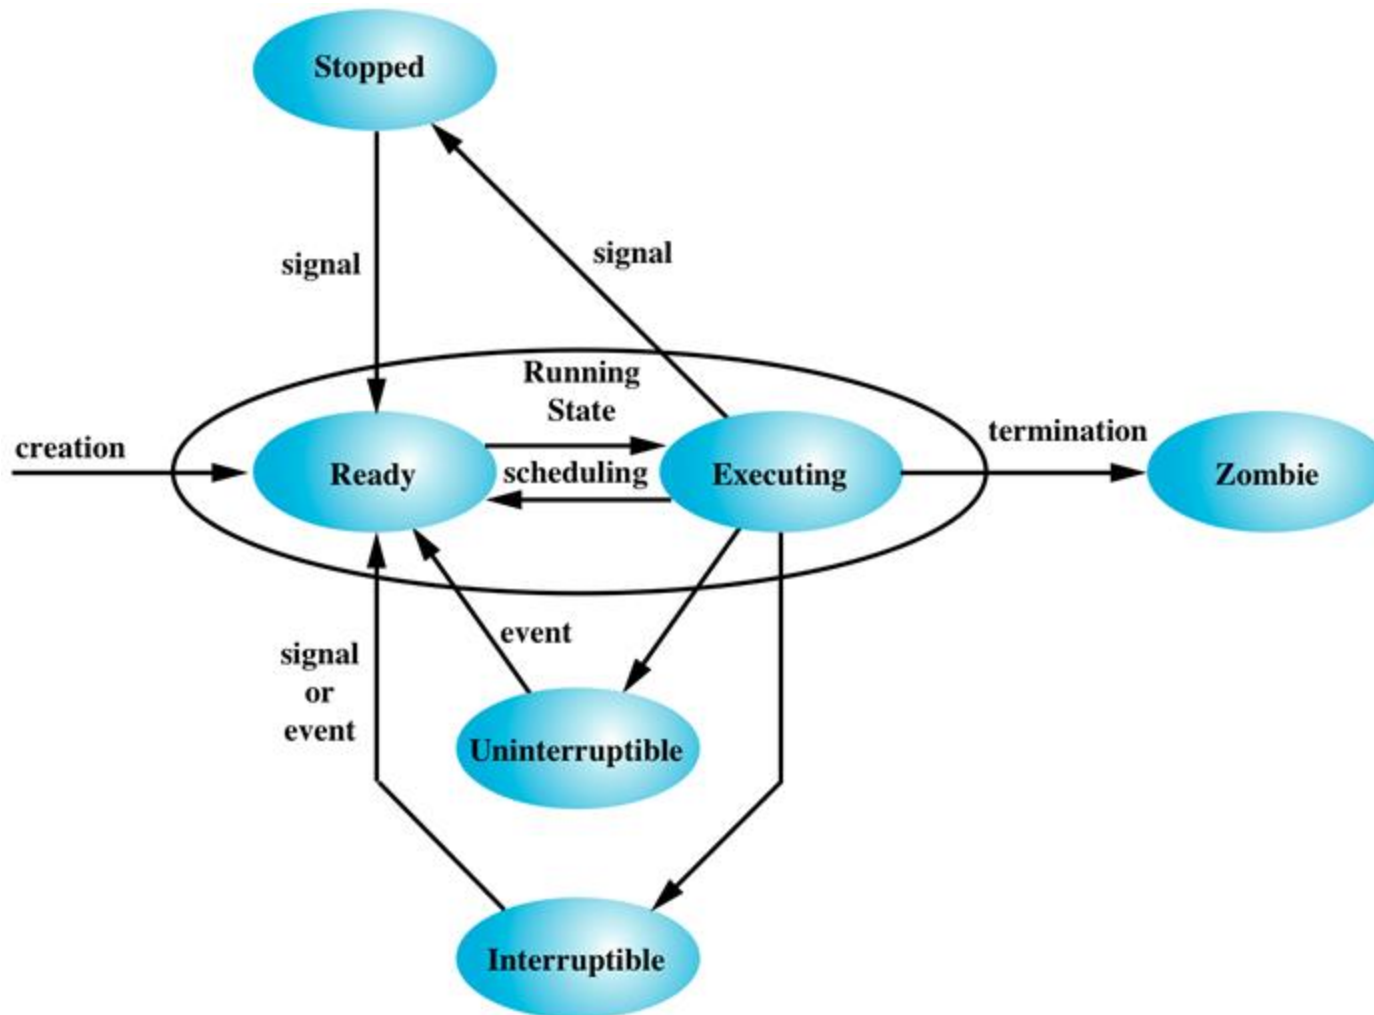 Stopped
signal
signal
Running
State
creation
Ready
scheduling
Executing
termination
Zombie
event
signal
or
event
Uninterruptible
Interruptible